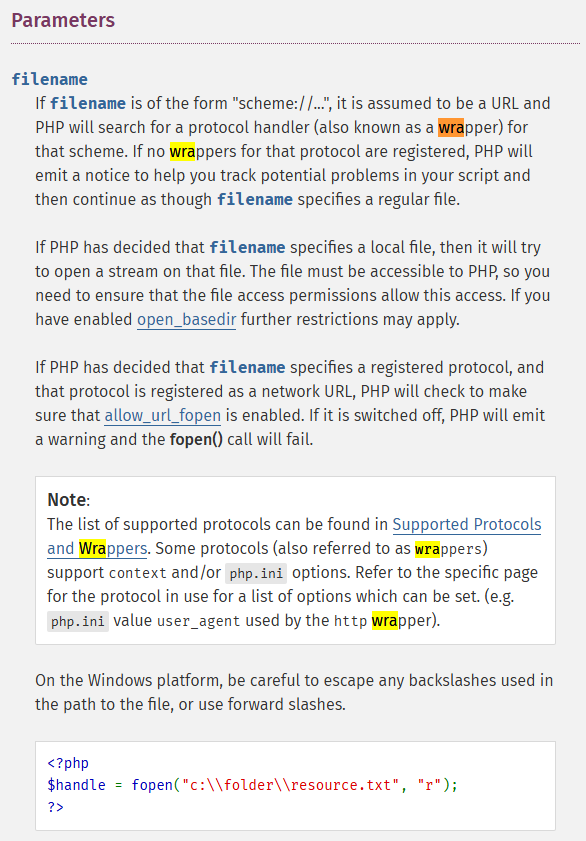 Parameters
filename
If filename is of the form "scheme://...", it is assumed to be a URL and
PHP will search for a protocol handler (also known as a wrapper) for
that scheme. If no wrappers for that protocol are registered, PHP will
emit a notice to help you track potential problems in your script and
then continue as though filename specifies a regular file.
If PHP has decided that filename specifies a local file, then it will try
to open a stream on that file. The file must be accessible to PHP, so you
need to ensure that the file access permissions allow this access. If you
have enabled open_basedir further restrictions may apply.
If PHP has decided that filename specifies a registered protocol, and
that protocol is registered as a network URL, PHP will check to make
sure that allow_url_fopen is enabled. If it is switched off, PHP will emit
a warning and the fopen() call will fail.
Note:
The list of supported protocols can be found in Supported Protocols
and Wrappers. Some protocols (also referred to as wrappers)
support context and/or php.ini options. Refer to the specific page
for the protocol in use for a list of options which can be set. (e.g.
php.ini value user_agent used by the http wrapper).
On the Windows platform, be careful to escape any backslashes used in
the path to the file, or use forward slashes.
<?php
$handle = fopen("c:\\folder\\resource.txt", "r");
?>